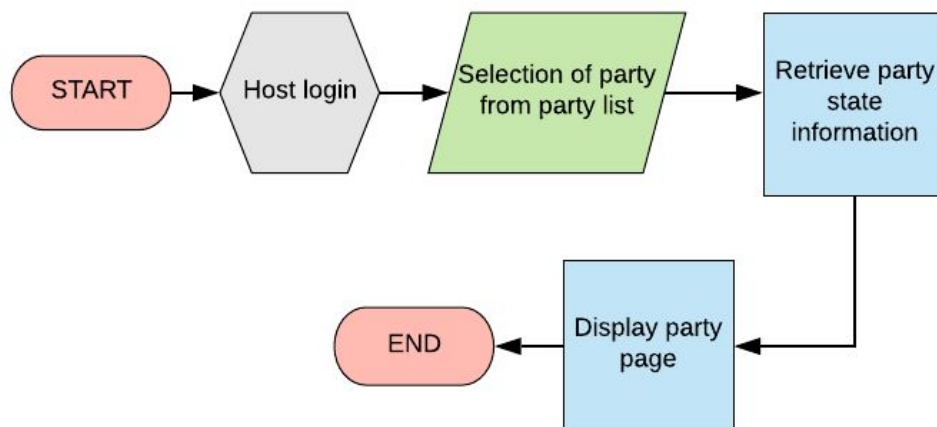 START
Host login
Selection of party
from party list
Retrieve party
state
information
Display party
page
END